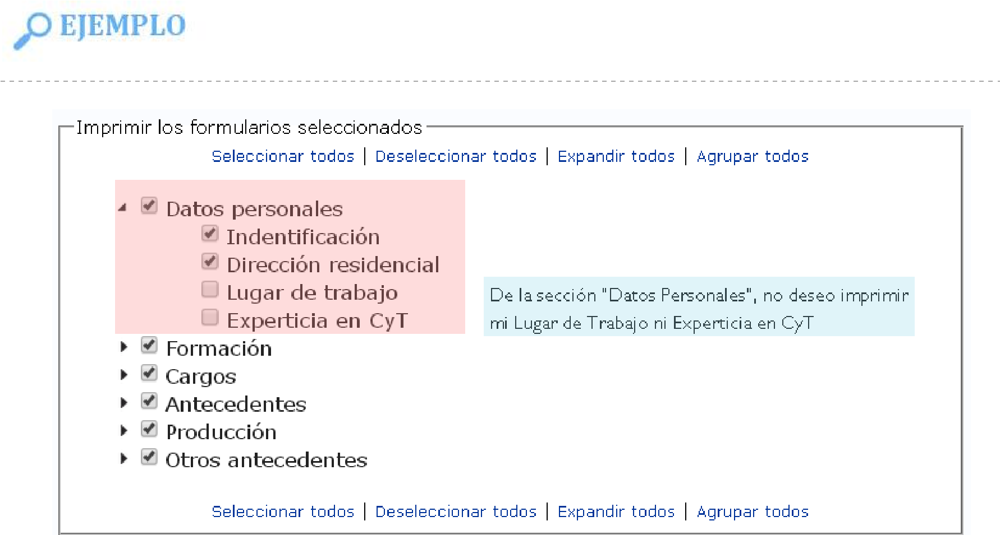 EJEMPLO
Imprimir los formularios seleccionados
Seleccionar todos | Deseleccionar todos | Expandir todos | Agrupar todos
Datos personales
Indentificación
Dirección residencial
Lugar de trabajo
Experticia en CyT
De la sección "Datos Personales", no deseo imprimir
mi Lugar de Trabajo ni Experticia en CyT
Formación
Cargos
Antecedentes
Producción
Otros antecedentes
Seleccionar todos | Deseleccionar todos | Expandir todos | Agrupar todos